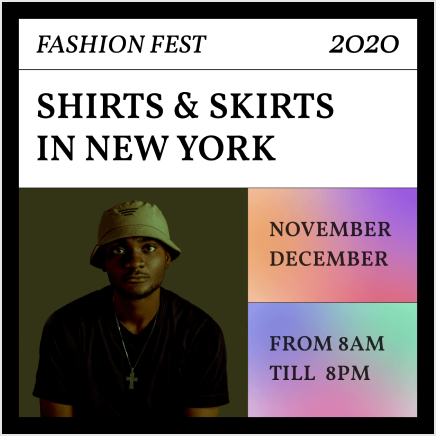 FASHION FEST 2020
SHIRTS & SKIRTS
IN NEW YORK
NOVEMBER
DECEMBER
FROM 8AM
TILL 8PM